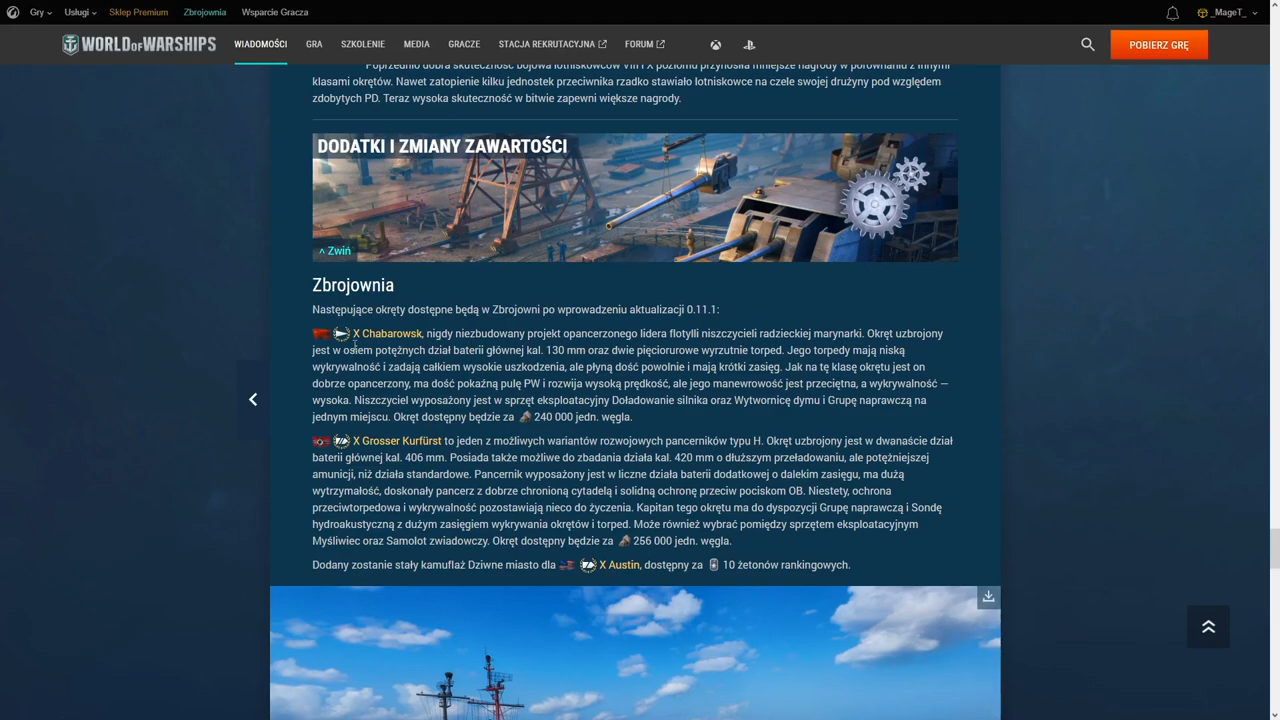 Gry Usługi Sklep Premium Zbrojownia Wsparcie Gracza _MageT_
WORLD OF WARSHIPS WIADOMOŚCI GRA SZKOLENIE MEDIA GRACZE STACJA REKRUTACYJNA FORUM POBIERZ GRĘ
Poprzednio dobra skuteczność bojowa lotniskowców VIII i X poziomu przynosiła mniejsze nagrody w porównaniu z innymi
klasami okrętów. Nawet zatopienie kilku jednostek przeciwnika rzadko stawiało lotniskowce na czele swojej drużyny pod względem
zdobytych PD. Teraz wysoka skuteczność w bitwie zapewni większe nagrody.
DODATKI I ZMIANY ZAWARTOŚCI
^ Zwiń
Zbrojownia
Następujące okręty dostępne będą w Zbrojowni po wprowadzeniu aktualizacji 0.11.1:
X Chabarowsk, nigdy niezbudowany projekt opancerzonego lidera flotylli niszczycieli radzieckiej marynarki. Okręt uzbrojony
jest w osiem potężnych dział baterii głównej kal. 130 mm oraz dwie pięciorurowe wyrzutnie torped. Jego torpedy mają niską
wykrywalność i zadają całkiem wysokie uszkodzenia, ale płyną dość powolnie i mają krótki zasięg. Jak na tę klasę okrętu jest on
dobrze opancerzony, ma dość pokaźną pulę PW i rozwija wysoką prędkość, ale jego manewrowość jest przeciętna, a wykrywalność —
wysoka. Niszczyciel wyposażony jest w sprzęt eksploatacyjny Doładowanie silnika oraz Wytwornicę dymu i Grupę naprawczą na
jednym miejscu. Okręt dostępny będzie za 240 000 jedn. węgla.
X Grosser Kurfürst to jeden z możliwych wariantów rozwojowych pancerników typu H. Okręt uzbrojony jest w dwanaście dział
baterii głównej kal. 406 mm. Posiada także możliwe do zbadania działa kal. 420 mm o dłuższym przeładowaniu, ale potężniejszej
amunicji, niż działa standardowe. Pancernik wyposażony jest w liczne działa baterii dodatkowej o dalekim zasięgu, ma dużą
wytrzymałość, doskonały pancerz z dobrze chronioną cytadelą i solidną ochronę przeciw pociskom OB. Niestety, ochrona
przeciwtorpedowa i wykrywalność pozostawiają nieco do życzenia. Kapitan tego okrętu ma do dyspozycji Grupę naprawczą i Sondę
hydroakustyczną z dużym zasięgiem wykrywania okrętów i torped. Może również wybrać pomiędzy sprzętem eksploatacyjnym
Myśliwiec oraz Samolot zwiadowczy. Okręt dostępny będzie za 256 000 jedn. węgla.
Dodany zostanie stały kamuflaż Dziwne miasto dla X Austin, dostępny za 10 żetonów rankingowych.